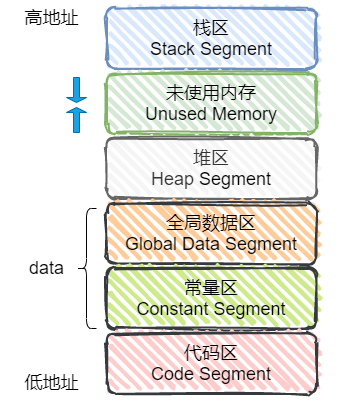 高地址
栈区
Stack Segment
未使用内存
Unused Memory
堆区
Heap Segment
全局数据区
Global Data Segment
data
常量区
Constant Segment
代码区
Code Segment
低地址